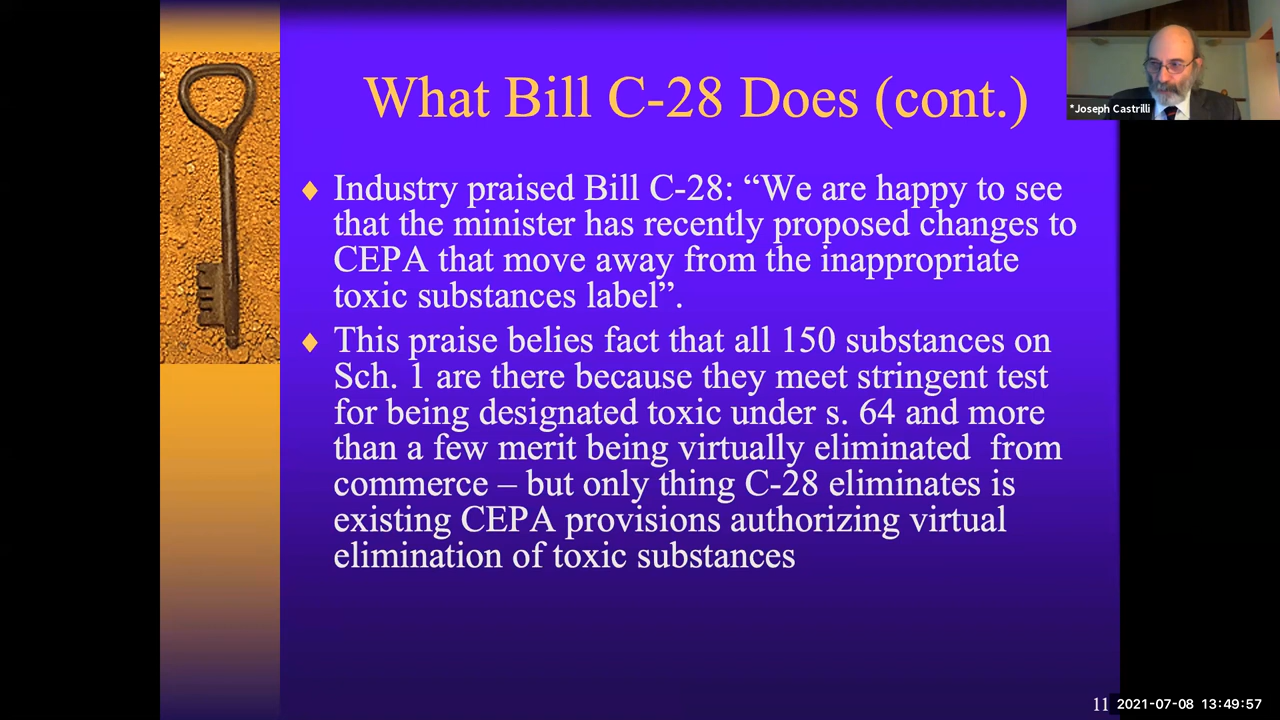 What Bill C-28 Does (cont.)
*Joseph Castrilli
Industry praised Bill C-28: “We are happy to see
that the minister has recently proposed changes to
CEPA that move away from the inappropriate
toxic substances label”.
This praise belies fact that all 150 substances on
Sch. 1 are there because they meet stringent test
for being designated toxic under s. 64 and more
than a few merit being virtually eliminated  from
commerce – but only thing C-28 eliminates is
existing CEPA provisions authorizing virtual
elimination of toxic substances
11
2021-07-08 13:49:57